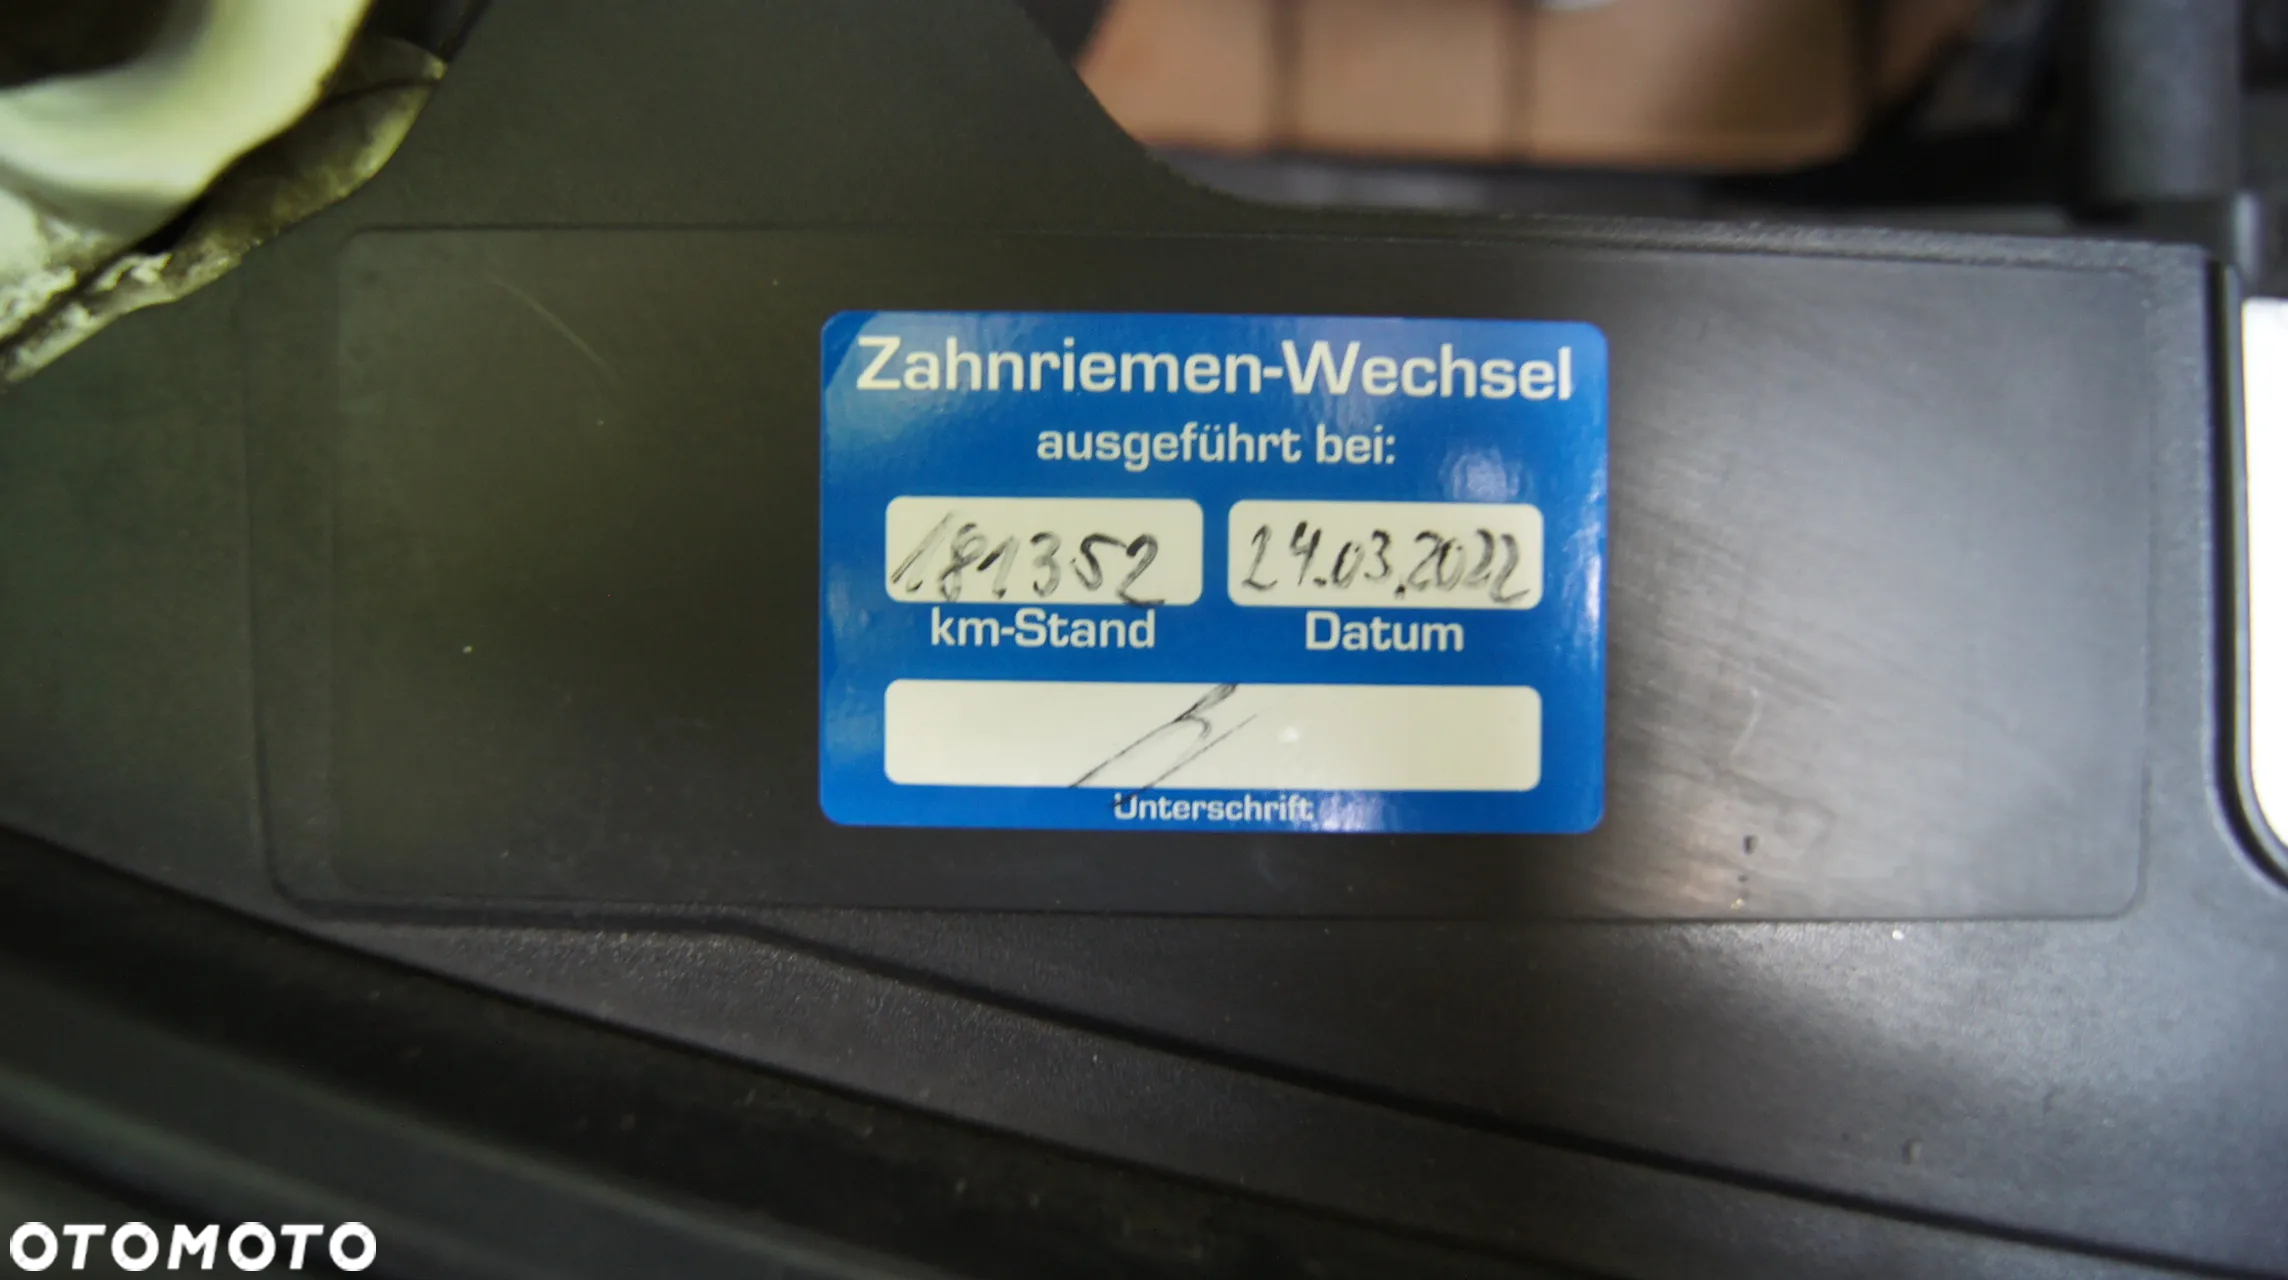 Zahnriemen-Wechsel
ausgeführt bei:
181352 24.03.2022
km-Stand Datum
Unterschrift
OTOMOTO